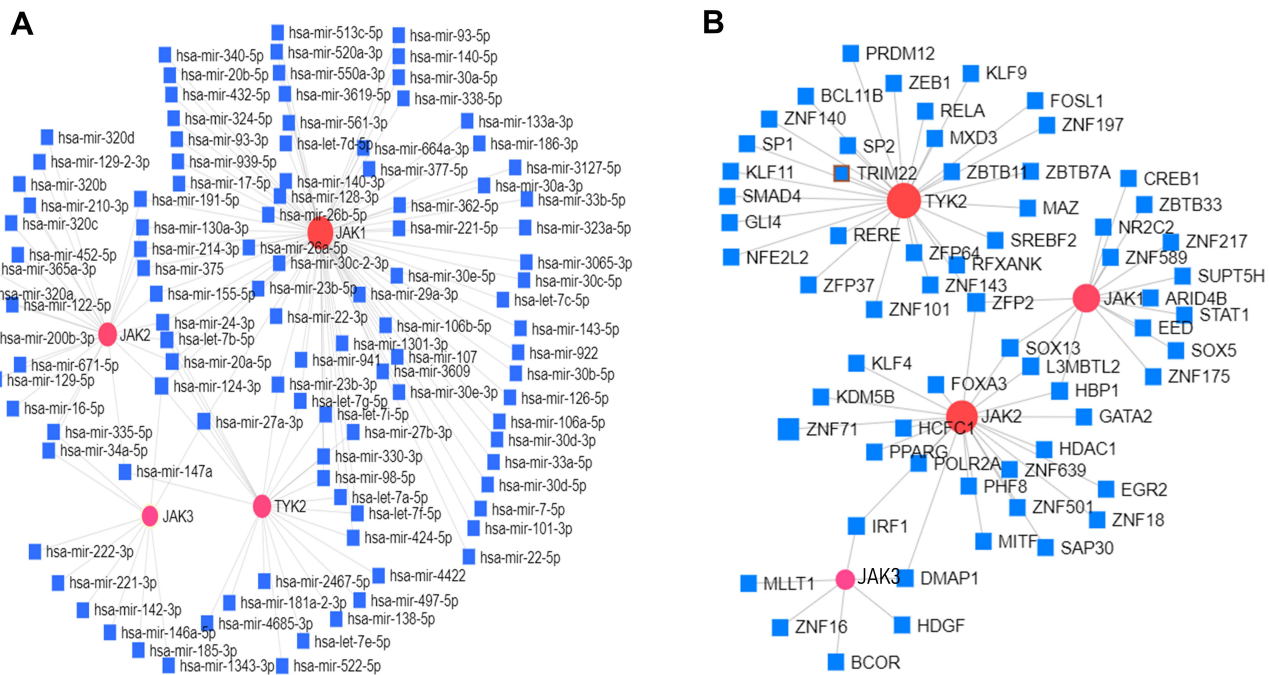 A
hsa-mir-513c-5p
hsa-mir-93-5p
hsa-mir-340-5p
hsa-mir-520a-3p
hsa-mir-140-5p
hsa-mir-20b-5p
hsa-mir-550a-3p
hsa-mir-30a-5p
hsa-mir-432-5p
hsa-mir-3619-5p
hsa-mir-338-5p
hsa-mir-324-5p
hsa-mir-561-3p
hsa-mir-133a-3p
hsa-mir-320d
hsa-mir-93-3p
hsa-let-7d-5p
hsa-mir-664a-3p
hsa-mir-186-3p
hsa-mir-129-2-3p
hsa-mir-939-5p
hsa-mir-377-5p
hsa-mir-3127-5p
hsa-mir-320b
hsa-mir-17-5p
hsa-mir-140-3p
hsa-mir-30a-3p
hsa-mir-210-3p
hsa-mir-191-5p
hsa-mir-128-3p
hsa-mir-362-5p
hsa-mir-33b-5p
hsa-mir-320c
hsa-mir-130a-3p
hsa-mir-26b-5p
hsa-mir-221-5p
hsa-mir-323a-5p
JAK1
hsa-mir-452-5p
hsa-mir-214-3p
hsa-mir-26a-5p
hsa-mir-365a-3p
hsa-mir-375
hsa-mir-30c-2-3p
hsa-mir-30e-5p
hsa-mir-3065-3p
hsa-mir-30c-5p
hsa-mir-320a
hsa-mir-122-5p
hsa-mir-155-5p
hsa-mir-23b-5p
hsa-mir-29a-3p
hsa-let-7c-5p
hsa-mir-200b-3p
JAK2
hsa-mir-24-3p
hsa-mir-22-3p
hsa-mir-106b-5p
hsa-mir-143-5p
hsa-let-7b-5p
hsa-mir-1301-3p
hsa-mir-671-5p
hsa-mir-20a-5p
hsa-mir-941
hsa-mir-107
hsa-mir-922
hsa-mir-129-5p
hsa-mir-124-3p
hsa-mir-23b-3p
hsa-mir-3609
hsa-mir-30b-5p
hsa-mir-16-5p
hsa-let-7g-5p
hsa-mir-30e-3p
hsa-mir-126-5p
hsa-mir-335-5p
hsa-mir-27a-3p
hsa-let-7i-5p
hsa-mir-106a-5p
hsa-mir-34a-5p
hsa-mir-27b-3p
hsa-mir-30d-3p
hsa-mir-147a
hsa-mir-330-3p
hsa-mir-33a-5p
hsa-mir-98-5p
hsa-mir-30d-5p
JAK3
TYK2
hsa-let-7a-5p
hsa-let-7f-5p
hsa-mir-7-5p
hsa-mir-424-5p
hsa-mir-101-3p
hsa-mir-222-3p
hsa-mir-22-5p
hsa-mir-221-3p
hsa-mir-2467-5p
hsa-mir-4422
hsa-mir-142-3p
hsa-mir-181a-2-3p
hsa-mir-497-5p
hsa-mir-146a-5p
hsa-mir-4685-3p
hsa-mir-138-5p
hsa-mir-185-3p
hsa-let-7e-5p
hsa-mir-1343-3p
hsa-mir-522-5p
B
PRDM12
ZEB1
KLF9
BCL11B
RELA
FOSL1
ZNF140
MXD3
ZNF197
SP1
SP2
KLF11
TRIM22
ZBTB11
ZBTB7A
CREB1
SMAD4
TYK2
MAZ
ZBTB33
GLI4
RERE
SREBF2
NR2C2
ZNF217
NFE2L2
ZFP64
RFXANK
ZNF589
SUPT5H
ZFP37
ZNF143
JAK1
ARID4B
ZNF101
ZFP2
STAT1
EED
SOX13
SOX5
KLF4
L3MBTL2
ZNF175
FOXA3
HBP1
KDM5B
JAK2
GATA2
ZNF71
HCFC1
PPARG
POLR2A
HDAC1
ZNF639
PHF8
EGR2
ZNF501
ZNF18
IRF1
MITF
SAP30
MLLT1
JAK3
DMAP1
ZNF16
HDGF
BCOR